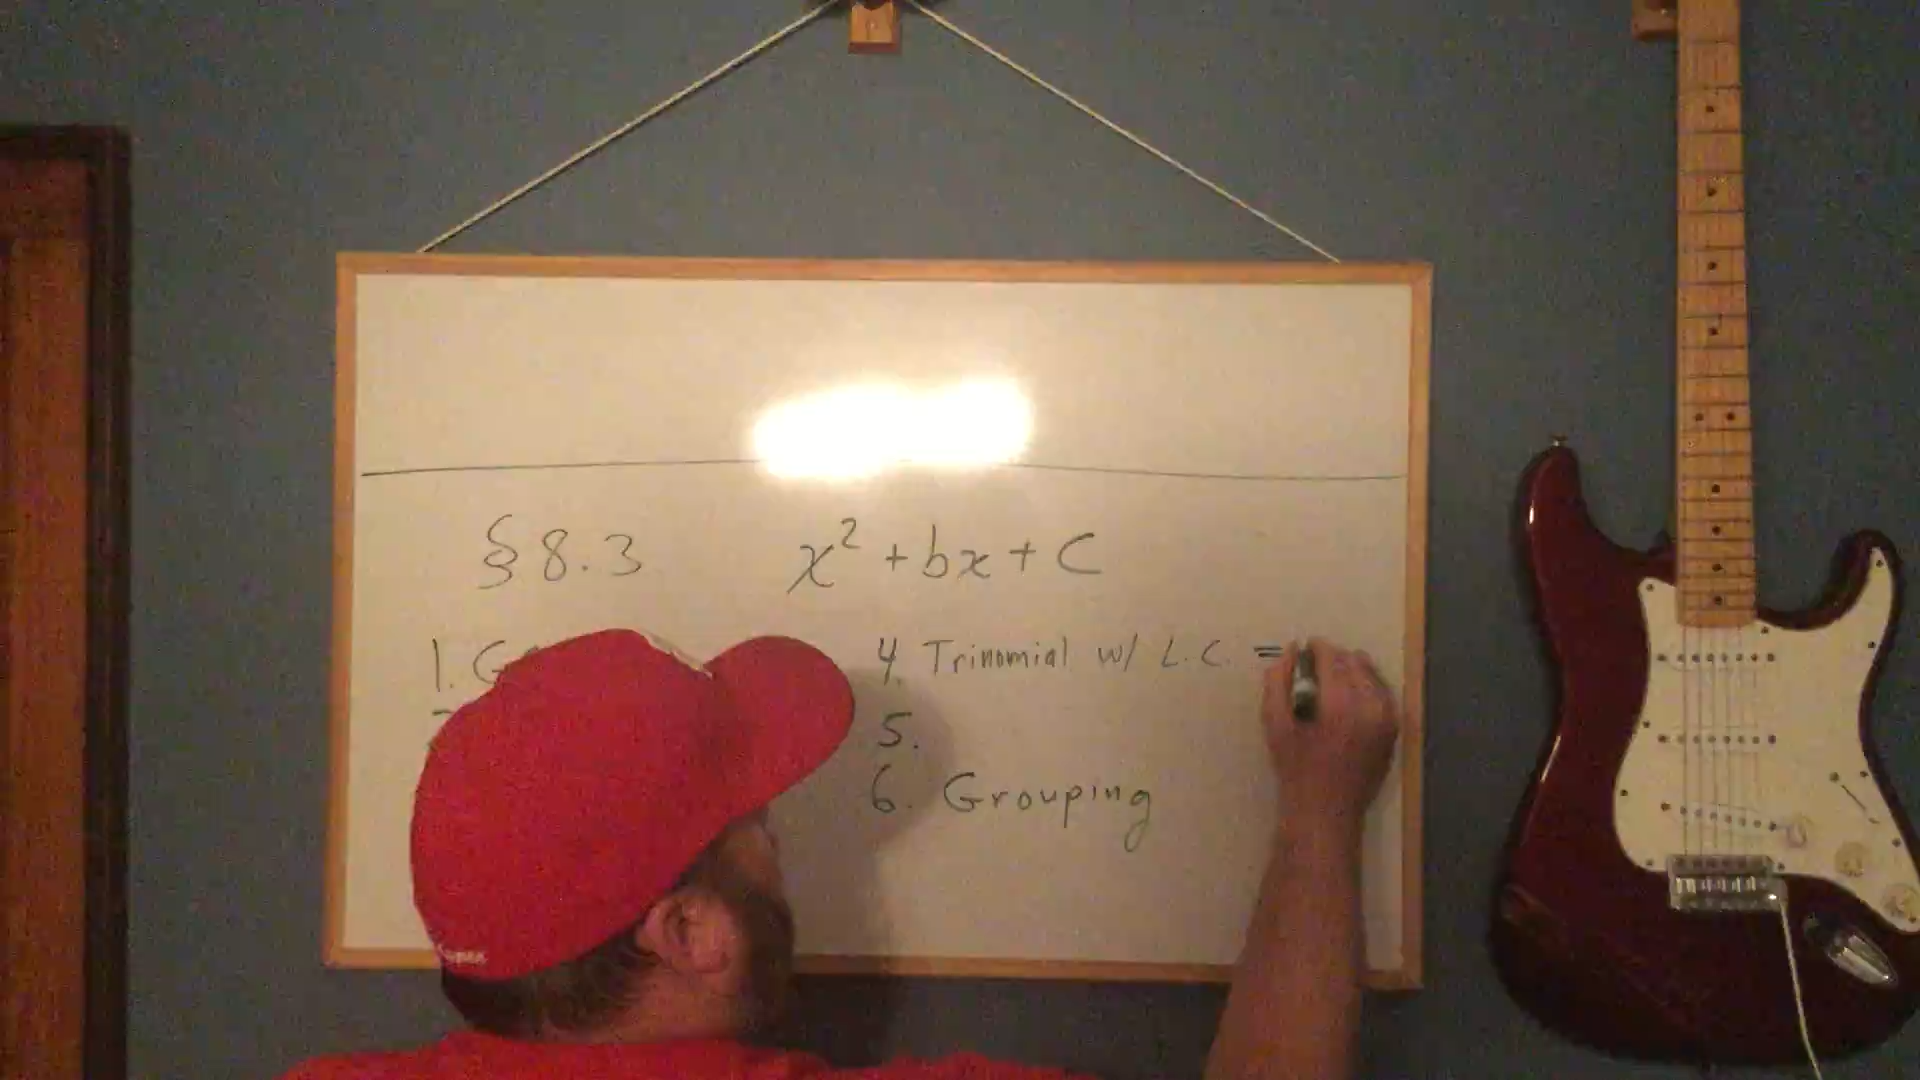 § 8.3 x² + bx + c
1. G
4. Trinomial w/ L.C. =
5.
6. Grouping